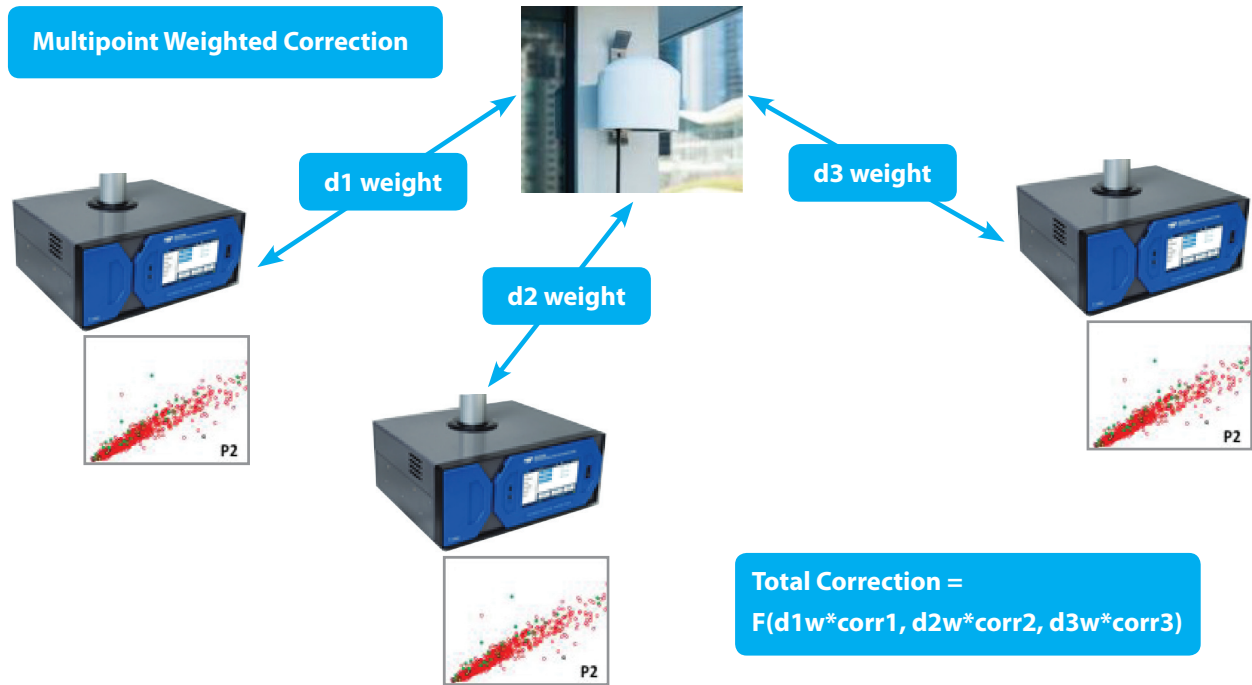 Multipoint Weighted Correction
d1 weight
d3 weight
d2 weight
P2
P2
P2
Total Correction =
F(d1w*corr1, d2w*corr2, d3w*corr3)